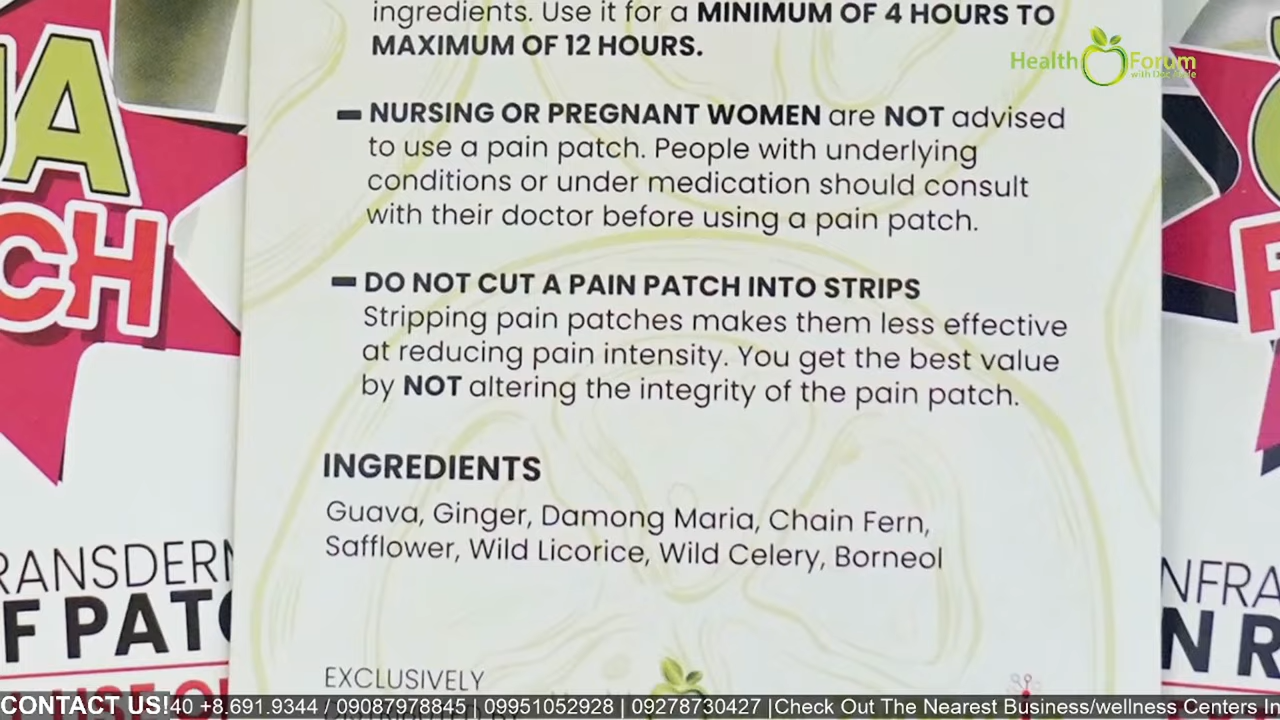 ingredients. Use it for a MINIMUM OF 4 HOURS TO
MAXIMUM OF 12 HOURS.
Health Forum
NURSING OR PREGNANT WOMEN are NOT advised
to use a pain patch. People with underlying
conditions or under medication should consult
with their doctor before using a pain patch.
DO NOT CUT A PAIN PATCH INTO STRIPS
Stripping pain patches makes them less effective
at reducing pain intensity. You get the best value
by NOT altering the integrity of the pain patch.
INGREDIENTS
Guava, Ginger, Damong Maria, Chain Fern,
Safflower, Wild Licorice, Wild Celery, Borneol
EXCLUSIVELY
CONTACT US! 40 +8.691.9344 / 09087978845 | 09951052928 | 09278730427 |Check Out The Nearest Business/wellness Centers In